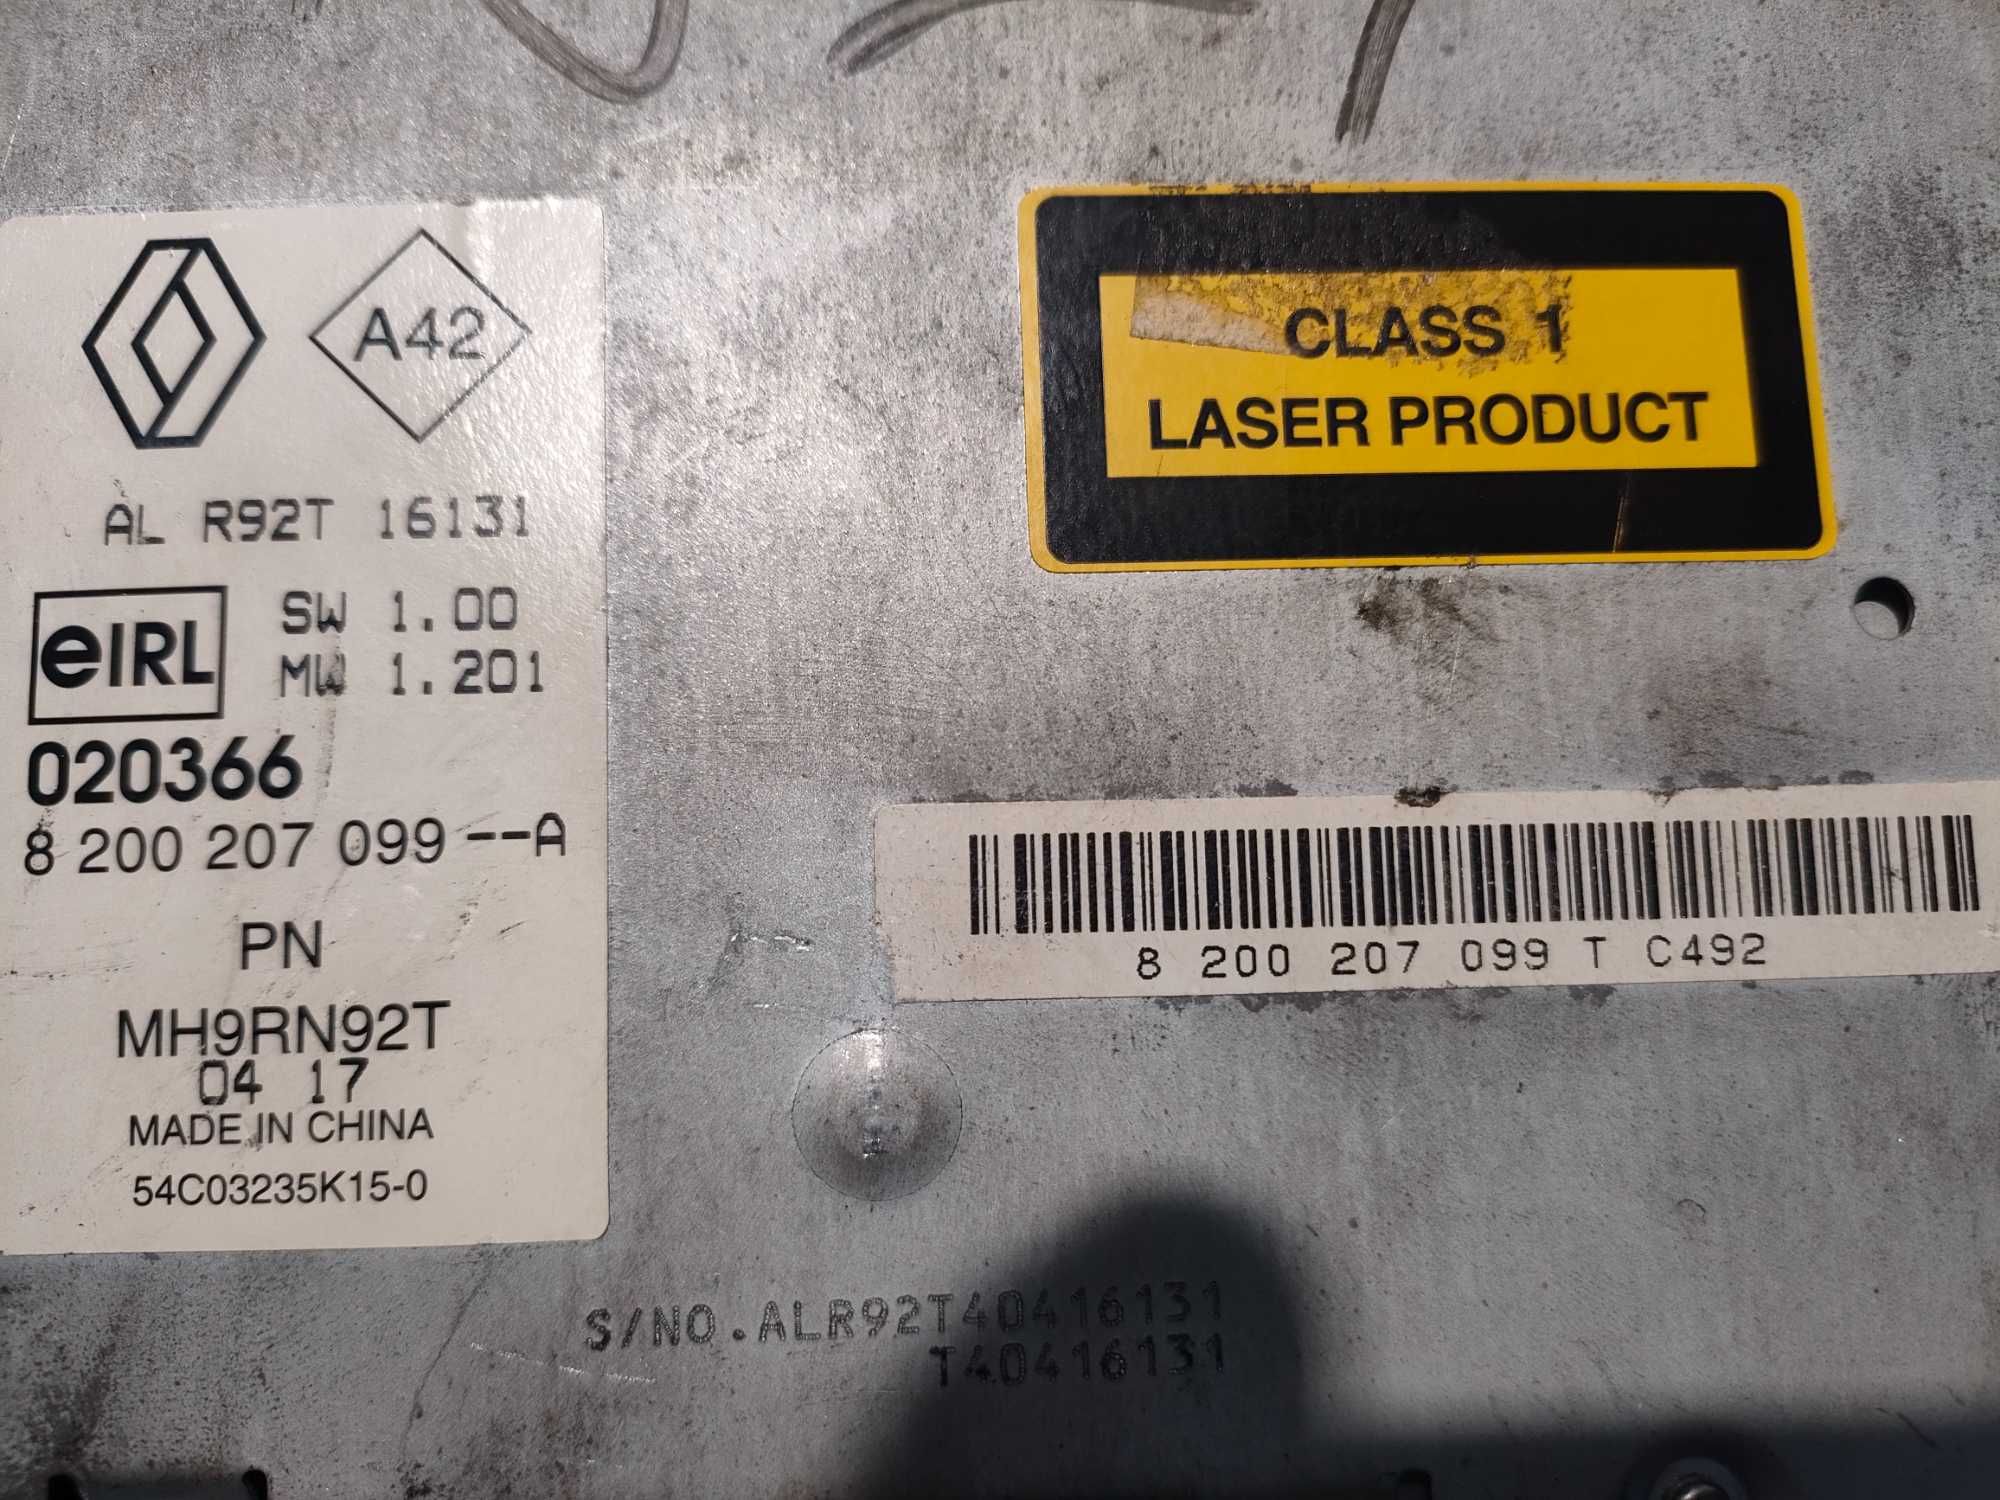 A42
AL R92T 16131
eIRL
SW 1.00
MW 1.201
020366
8 200 207 099 --A
PN
MH9RN92T
04 17
MADE IN CHINA
54C03235K15-0
CLASS 1
LASER PRODUCT
8 200 207 099 T C492
S/NO.ALR92T40416131
T40416131